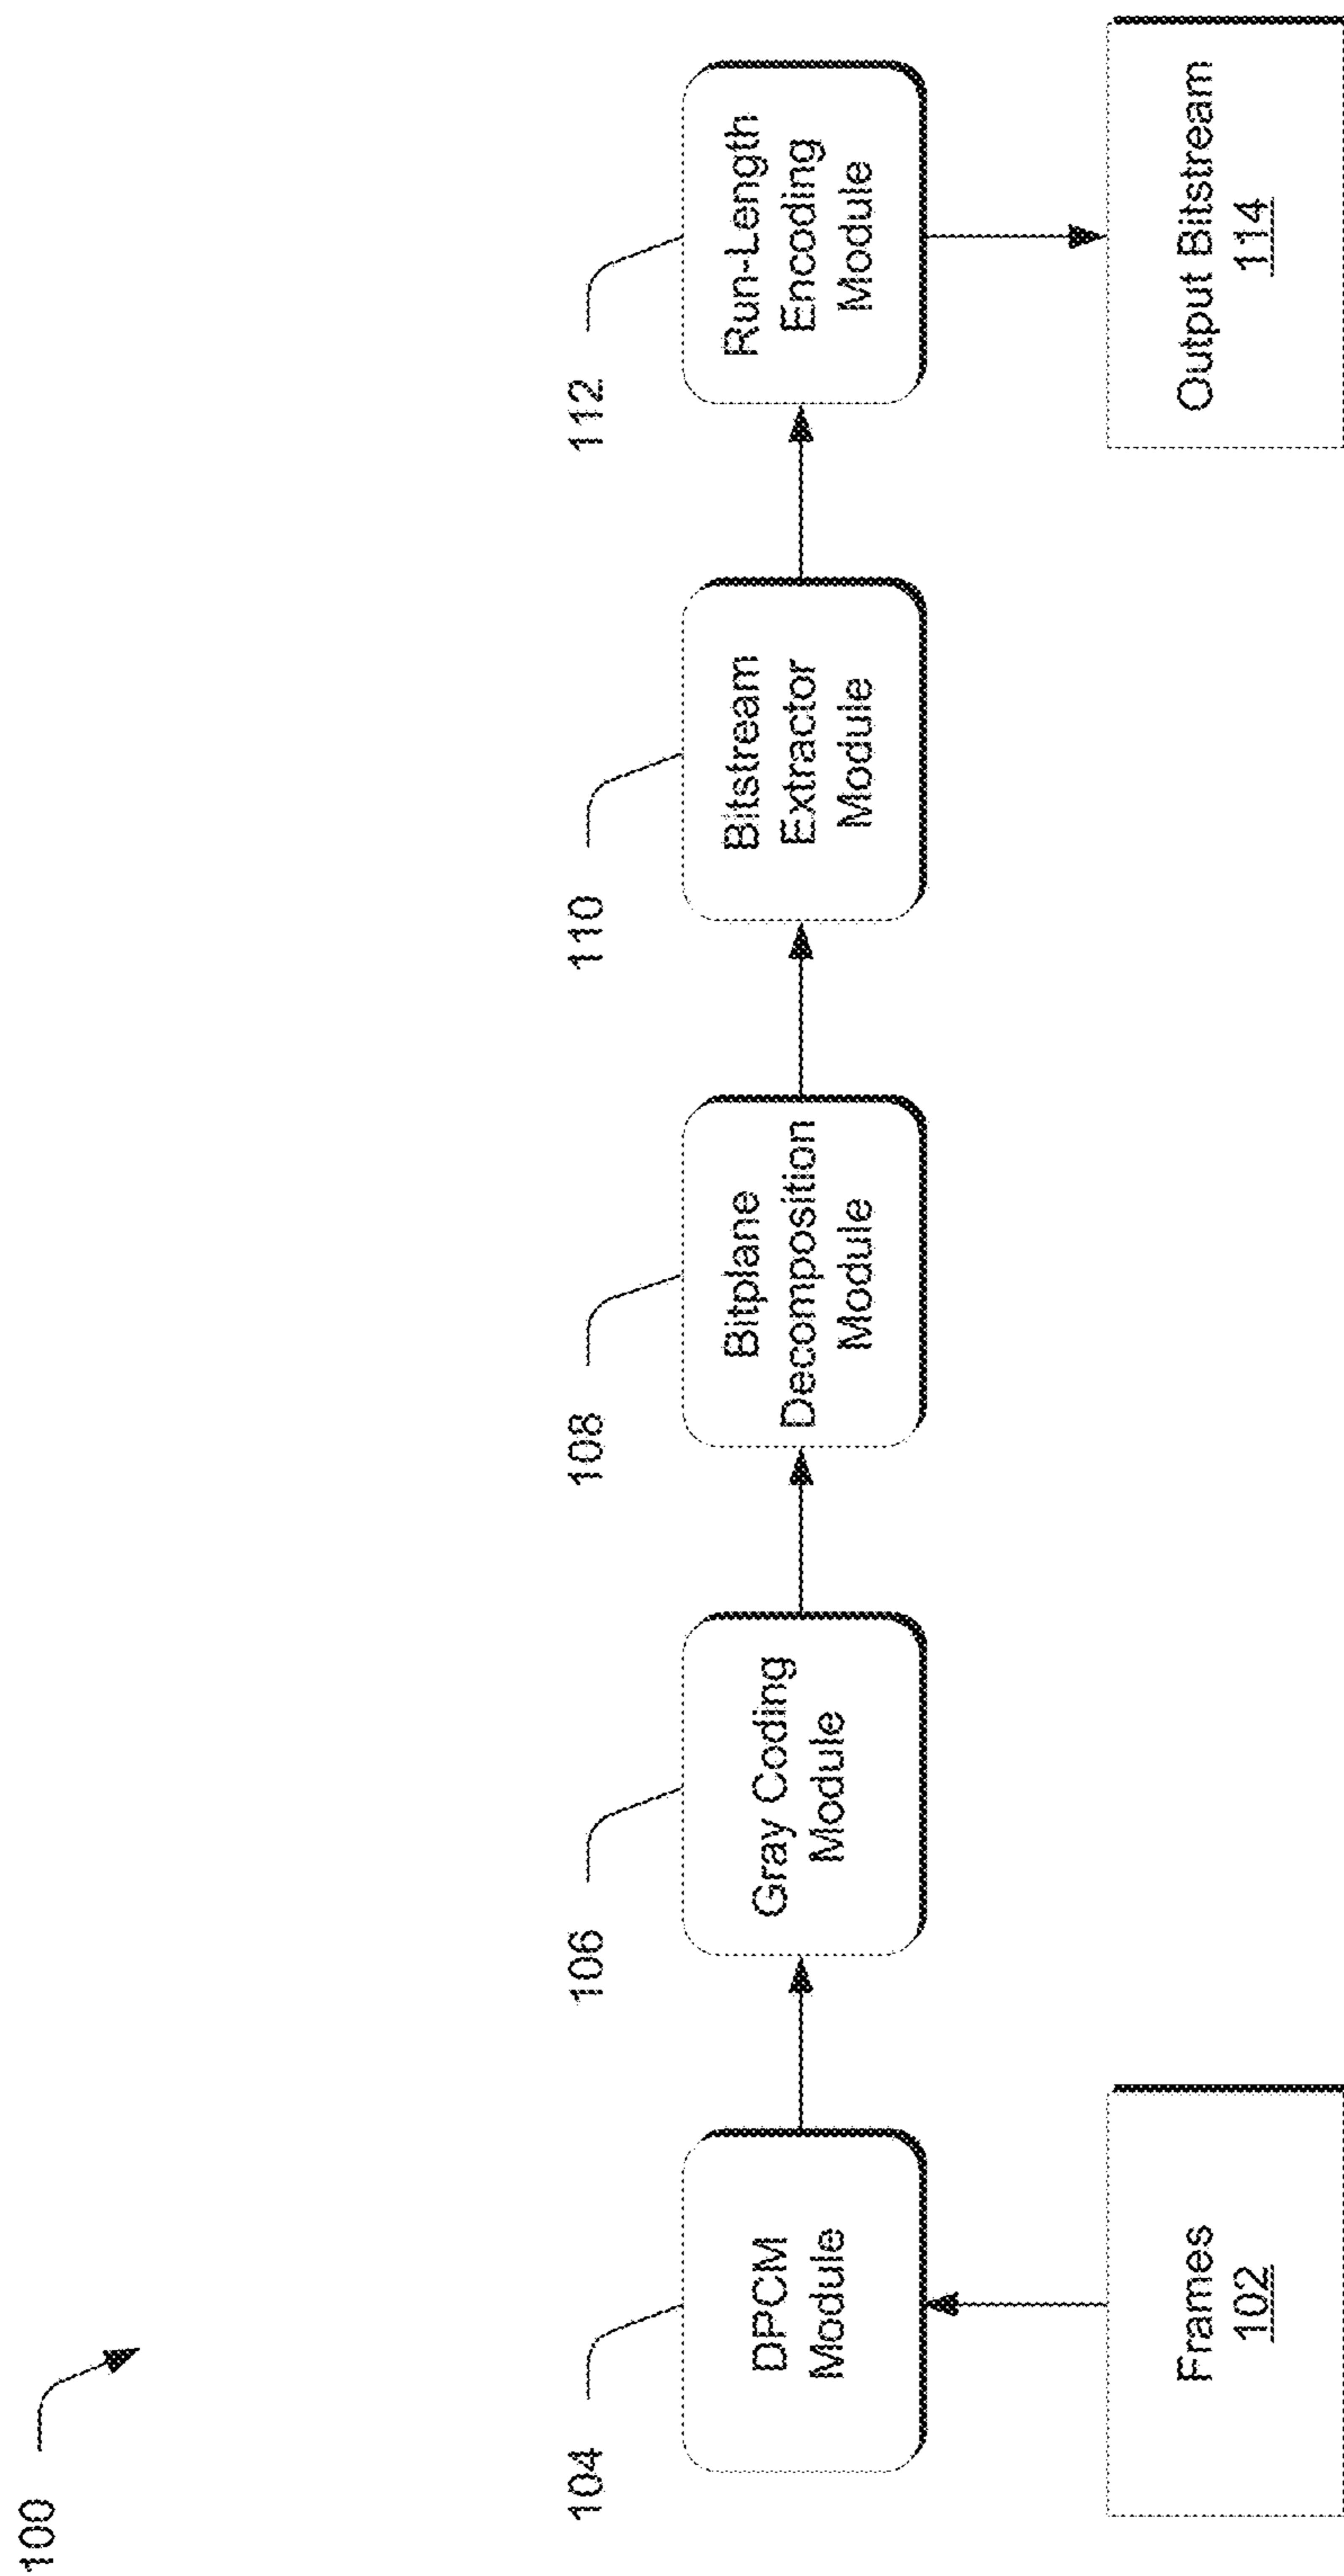 100
104
106
108
110
112
DPCM
Module
Gray Coding
Module
Bitplane
Decomposition
Module
Bitstream
Extractor
Module
Run-Length
Encoding
Module
Frames
102
Output Bitstream
114